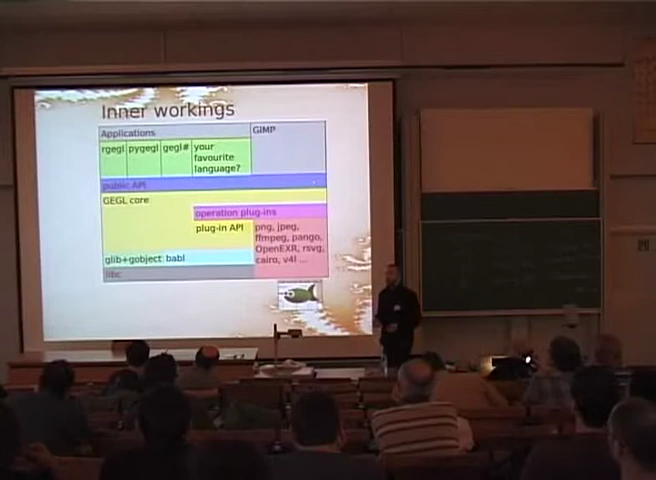 Inner workings
Applications
GIMP
rgegl pygegl gegl# your
favourite
language?
public API
GEGL core
operation plug-ins
plug-in API
png, jpeg,
ffmpeg, pango,
OpenEXR, rsvg,
cairo, v4l ...
glib+gobject babl
libc